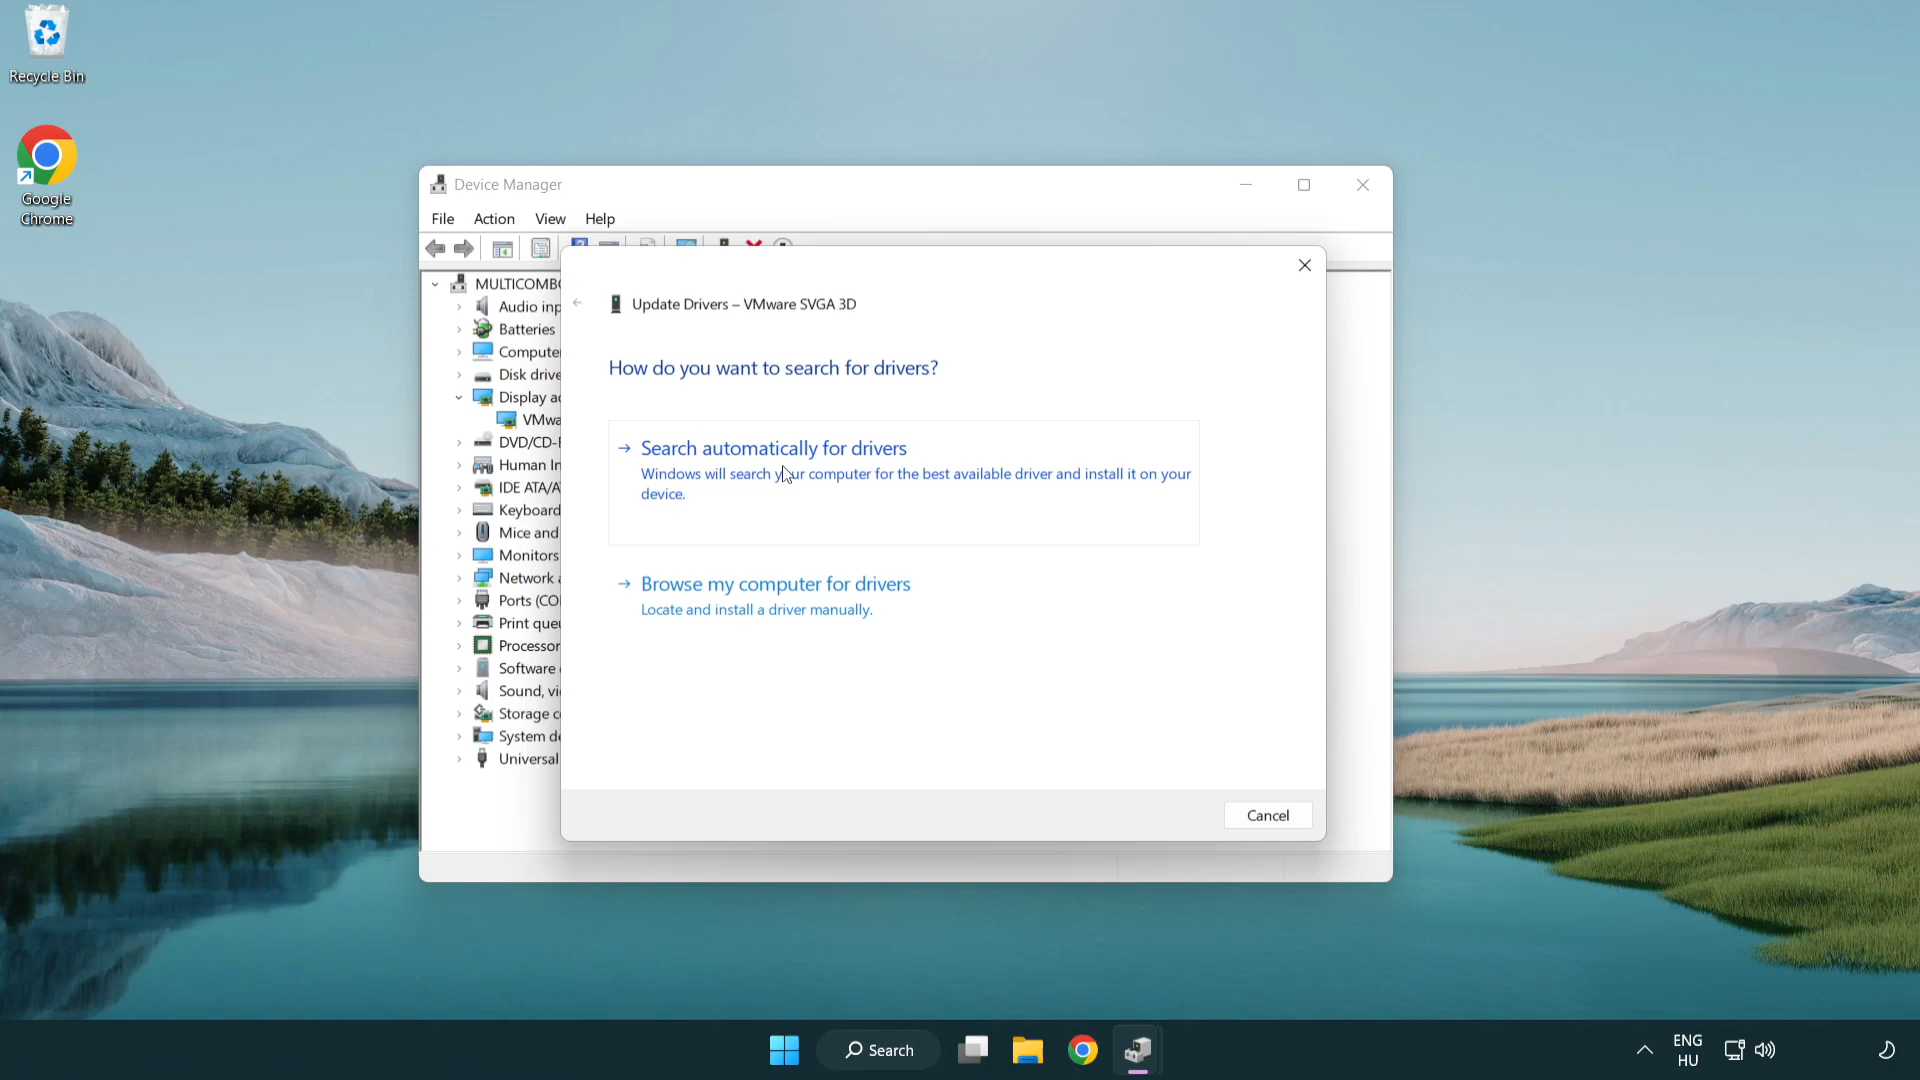 Recycle Bin
Google
Chrome
Device Manager
File Action View Help
MULTICOMB
Audio inp
Batteries
Compute
Disk drive
Display a
VMwa
DVD/CD-
Human In
IDE ATA/A
Keyboard
Mice and
Monitors
Network
Ports (CO
Print que
Processor
Software
Sound, vi
Storage c
System de
Universal
Update Drivers – VMware SVGA 3D
How do you want to search for drivers?
Search automatically for drivers
Windows will search your computer for the best available driver and install it on your
device.
Browse my computer for drivers
Locate and install a driver manually.
Cancel
Search
ENG
HU